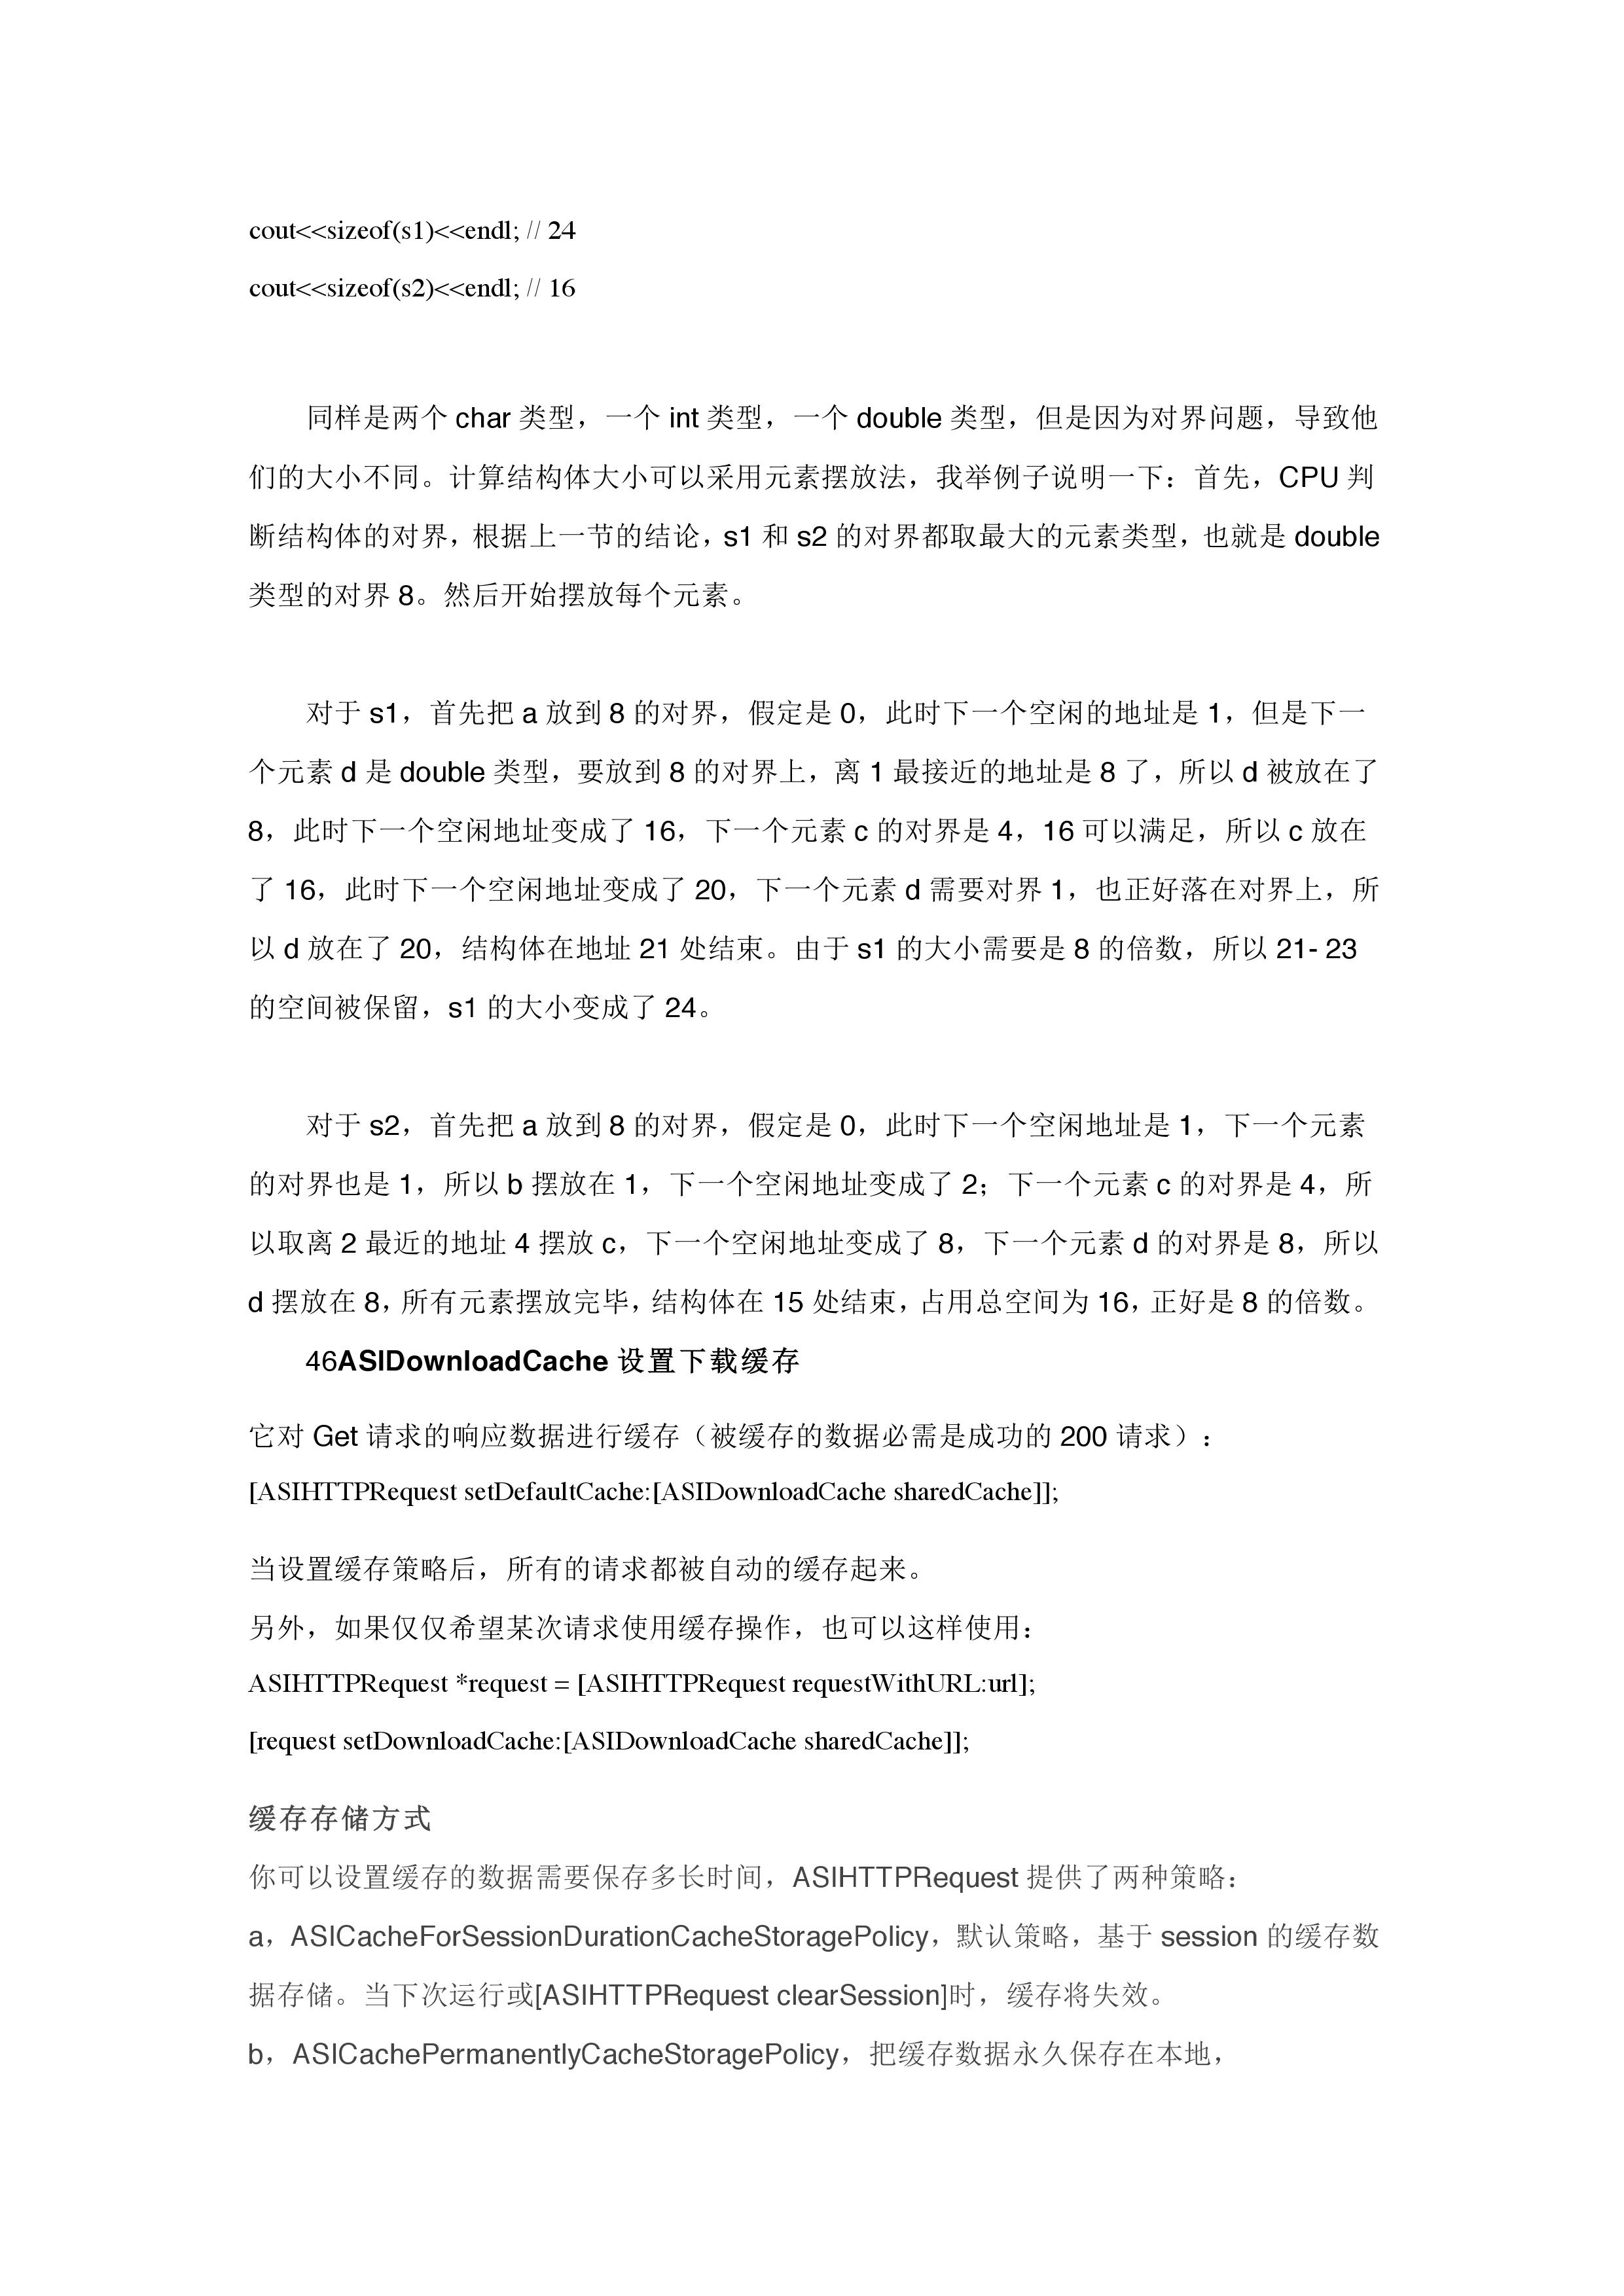 cout<<sizeof(s1)<<endl; // 24
cout<<sizeof(s2)<<endl; // 16
同样是两个 char 类型，一个 int 类型，一个 double 类型，但是因为对界问题，导致他
们的大小不同。计算结构体大小可以采用元素摆放法，我举例子说明一下：首先，CPU 判
断结构体的对界，根据上一节的结论，s1 和 s2 的对界都取最大的元素类型，也就是 double
类型的对界 8。然后开始摆放每个元素。
对于 s1，首先把 a 放到 8 的对界，假定是 0，此时下一个空闲的地址是 1，但是下一
个元素 d 是 double 类型，要放到 8 的对界上，离 1 最接近的地址是 8 了，所以 d 被放在了
8，此时下一个空闲地址变成了 16，下一个元素 c 的对界是 4，16 可以满足，所以 c 放在
了 16，此时下一个空闲地址变成了 20，下一个元素 d 需要对界 1，也正好落在对界上，所
以 d 放在了 20，结构体在地址 21 处结束。由于 s1 的大小需要是 8 的倍数，所以 21- 23
的空间被保留，s1 的大小变成了 24。
对于 s2，首先把 a 放到 8 的对界，假定是 0，此时下一个空闲地址是 1，下一个元素
的对界也是 1，所以 b 摆放在 1，下一个空闲地址变成了 2；下一个元素 c 的对界是 4，所
以取离 2 最近的地址 4 摆放 c，下一个空闲地址变成了 8，下一个元素 d 的对界是 8，所以
d 摆放在 8，所有元素摆放完毕，结构体在 15 处结束，占用总空间为 16，正好是 8 的倍数。
46ASIDownloadCache 设置下载缓存
它对 Get 请求的响应数据进行缓存（被缓存的数据必需是成功的 200 请求）：
[ASIHTTPRequest setDefaultCache:[ASIDownloadCache sharedCache]];
当设置缓存策略后，所有的请求都被自动的缓存起来。
另外，如果仅仅希望某次请求使用缓存操作，也可以这样使用：
ASIHTTPRequest *request = [ASIHTTPRequest requestWithURL:url];
[request setDownloadCache:[ASIDownloadCache sharedCache]];
缓存存储方式
你可以设置缓存的数据需要保存多长时间，ASIHTTPRequest 提供了两种策略：
a，ASICacheForSessionDurationCacheStoragePolicy，默认策略，基于 session 的缓存数
据存储。当下次运行或[ASIHTTPRequest clearSession]时，缓存将失效。
b，ASICachePermanentlyCacheStoragePolicy，把缓存数据永久保存在本地，